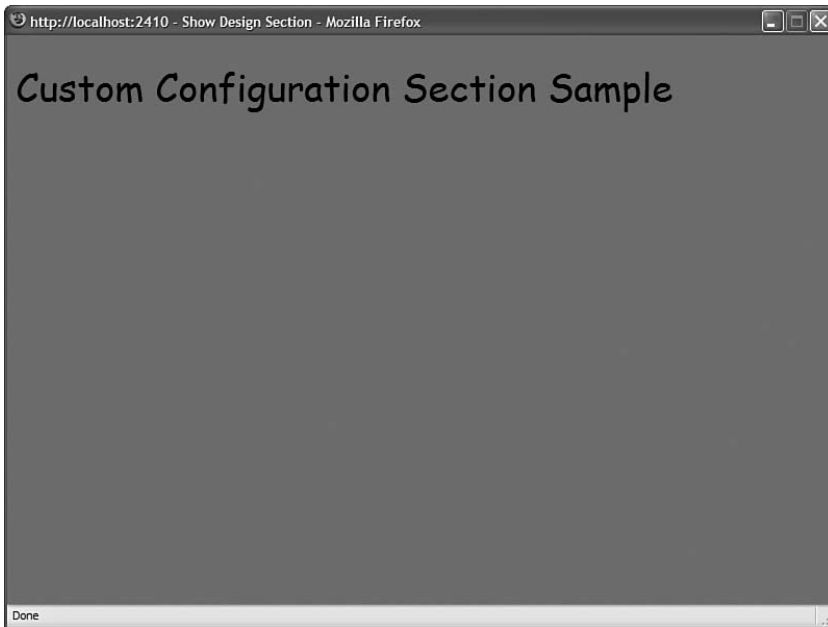 http://localhost:2410 - Show Design Section - Mozilla Firefox
Custom Configuration Section Sample
Done